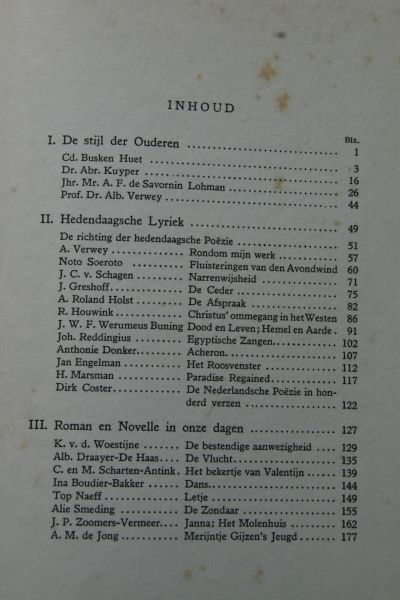 INHOUD
Blz.
I. De stijl der Ouderen .................... 1
Cd. Busken Huet .................... 3
Dr. Abr. Kuyper .................... 16
Jhr. Mr. A. F. de Savornin Lohman .......... 26
Prof. Dr. Alb. Verwey .................... 44
II. Hedendaagsche Lyriek .................... 49
De richting der hedendaagsche Poëzie .......... 51
A. Verwey .......... Rondom mijn werk .......... 57
Noto Soeroto .......... Fluisteringen van den Avondwind 60
J. C. v. Schagen .......... Narrenwijsheid .......... 71
J. Greshoff .......... De Ceder .......... 75
A. Roland Holst .... De Afspraak .......... 82
R. Houwink .......... Christus' ommegang in het Westen 86
J. W. F. Werumeus Buning Dood en Leven; Hemel en Aarde . 91
Joh. Reddingius ...... Egyptische Zangen .......... 102
Anthonie Donker .... Acheron .......... 107
Jan Engelman ...... Het Roosvenster .......... 112
H. Marsman .......... Paradise Regained .......... 117
Dirk Coster .......... De Nederlandsche Poëzie in hon-
derd verzen .......... 122
III. Roman en Novelle in onze dagen .......... 127
K. v. d. Woestijne ... De bestendige aanwezigheid ... 129
Alb. Draayer-De Haas .... De Vlucht .......... 135
C. en M. Scharten-Antink . Het bekertje van Valentijn .... 139
Ina Boudier-Bakker .... Dans .......... 144
Top Naeff .......... Letje .......... 149
Alie Smeding .......... De Zondaar .......... 155
J. P. Zoomers-Vermeer .... Janna; Het Molenhuis .......... 162
A. M. de Jong .......... Merijntje Gijzen's Jeugd ...... 177